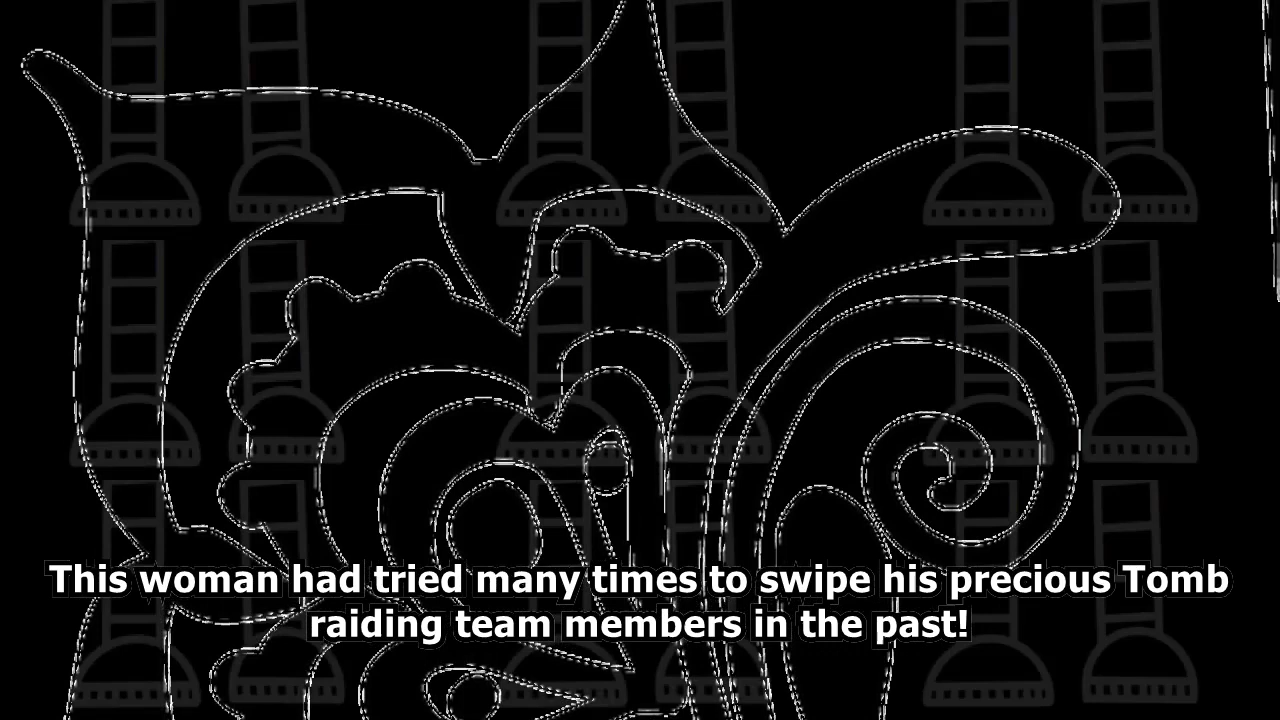 This woman had tried many times to swipe his precious Tomb
raiding team members in the past!